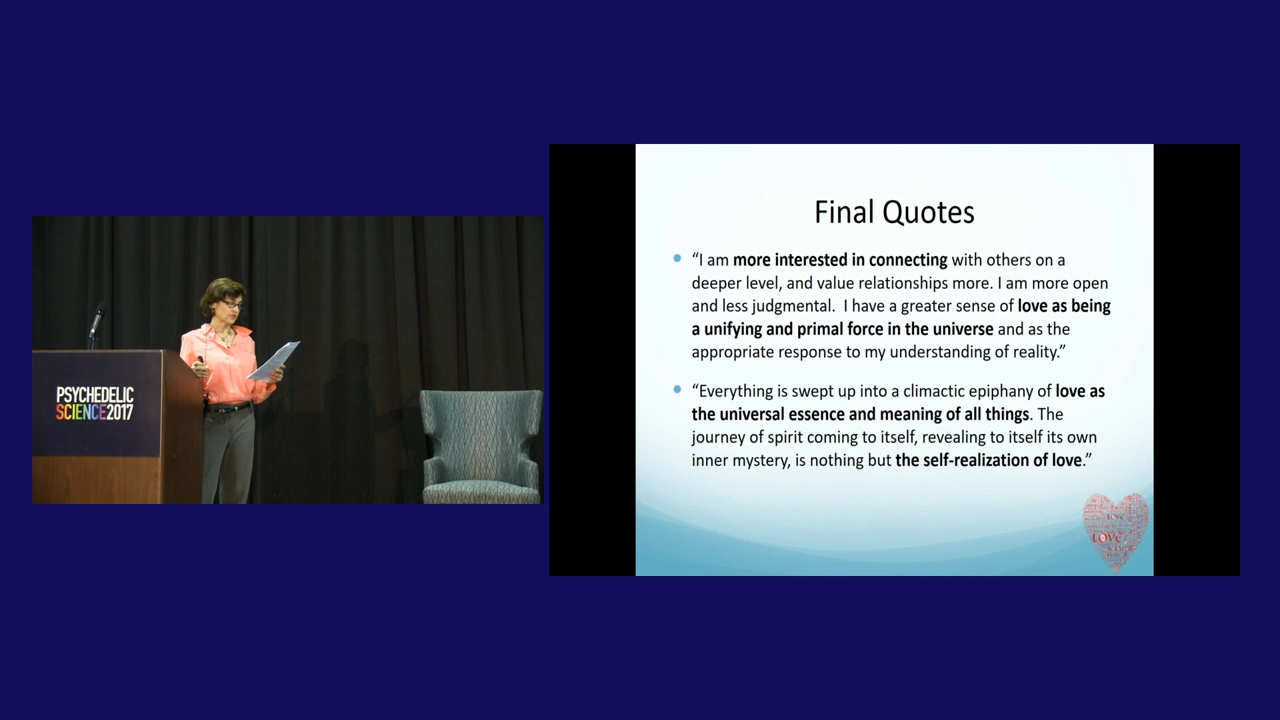 PSYCHEDELIC
SCIENCE2017
Final Quotes
“I am more interested in connecting with others on a
deeper level, and value relationships more. I am more open
and less judgmental.  I have a greater sense of love as being
a unifying and primal force in the universe and as the
appropriate response to my understanding of reality.”
“Everything is swept up into a climactic epiphany of love as
the universal essence and meaning of all things. The
journey of spirit coming to itself, revealing to itself its own
inner mystery, is nothing but the self-realization of love.”
LOVE
LOVE